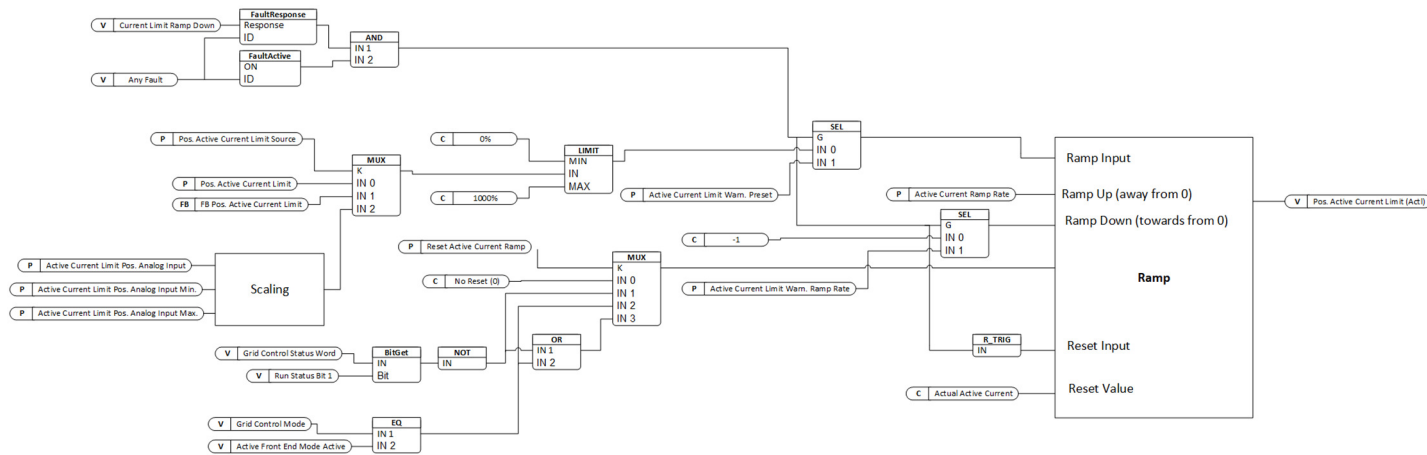 FaultResponse
V Current Limit Ramp Down
Response
ID
AND
IN 1
IN 2
FaultActive
ON
ID
V Any Fault
SEL
G
IN 0
IN 1
P Pos. Active Current Limit Source
C 0%
LIMIT
MIN
IN
MAX
MUX
K
IN 0
IN 1
IN 2
P Pos. Active Current Limit
FB FB Pos. Active Current Limit
C 1000%
P Active Current Limit Warn. Preset
Ramp Input
P Active Current Ramp Rate
Ramp Up (away from 0)
V Pos. Active Current Limit (Actl)
SEL
G
IN 0
IN 1
Ramp Down (towards from 0)
C -1
P Reset Active Current Ramp
MUX
K
IN 0
IN 1
IN 2
IN 3
P Active Current Limit Pos. Analog Input
P Active Current Limit Pos. Analog Input Min.
P Active Current Limit Pos. Analog Input Max.
Scaling
C No Reset (0)
P Active Current Limit Warn. Ramp Rate
Ramp
OR
IN 1
IN 2
R_TRIG
IN
Reset Input
V Grid Control Status Word
BitGet
IN
Bit
NOT
IN
V Run Status Bit 1
C Actual Active Current
Reset Value
V Grid Control Mode
EQ
IN 1
IN 2
V Active Front End Mode Active